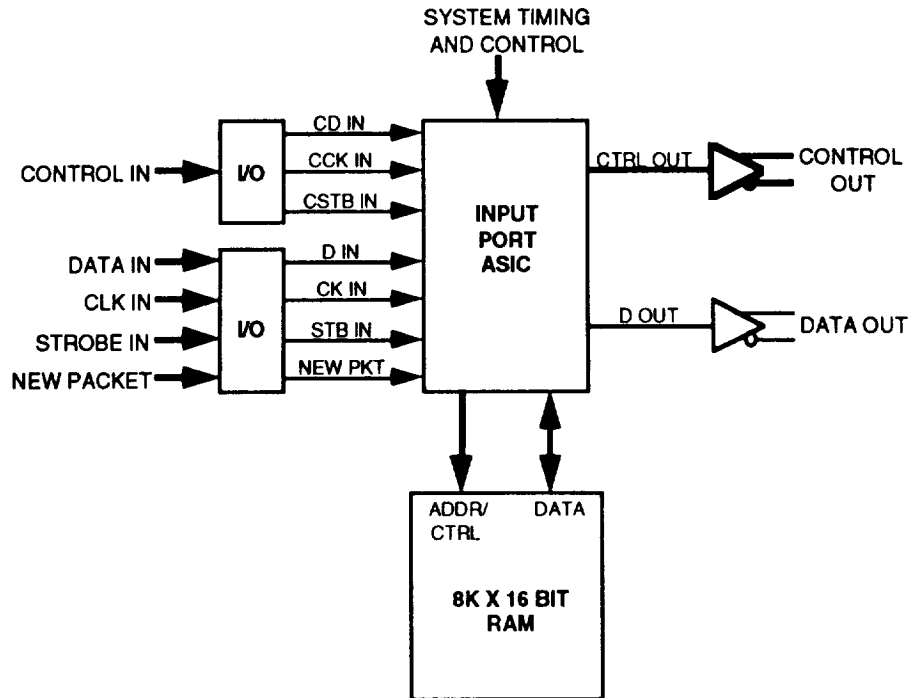 SYSTEM TIMING
AND CONTROL
CONTROL IN
I/O
CD IN
CCK IN
CSTB IN
DATA IN
CLK IN
STROBE IN
NEW PACKET
I/O
D IN
CK IN
STB IN
NEW PKT
INPUT
PORT
ASIC
CTRL OUT
CONTROL
OUT
D OUT
DATA OUT
ADDR/
CTRL
DATA
8K X 16 BIT
RAM